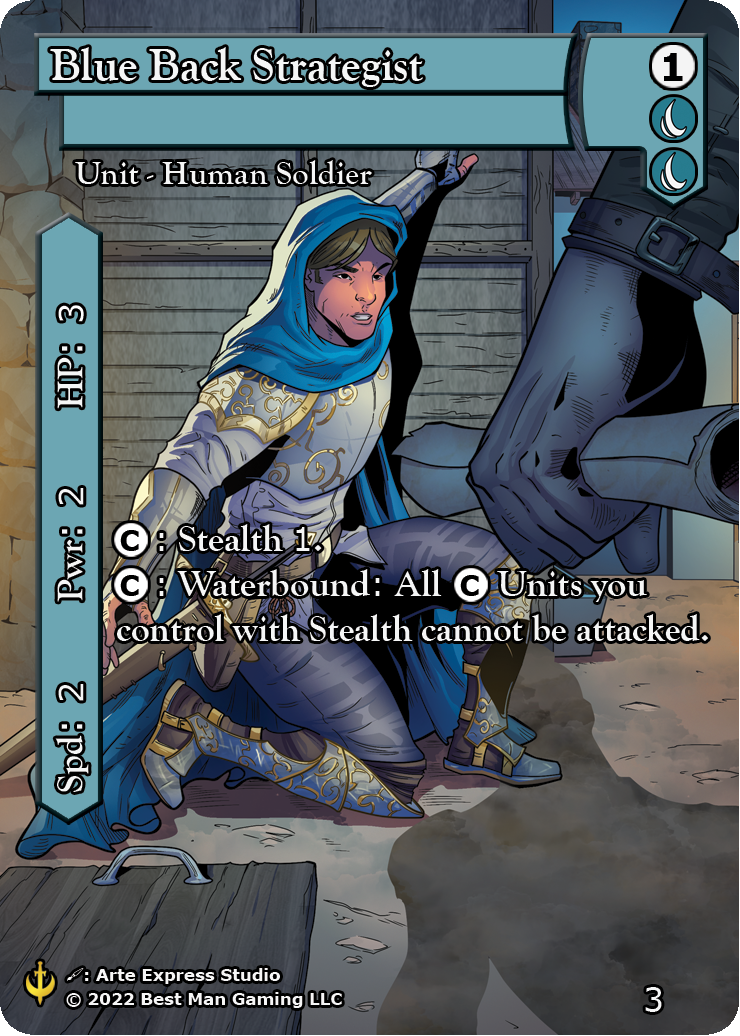 Blue Back Strategist
1
Unit - Human Soldier
HP: 3
Pwr: 2
Spd: 2
C : Stealth 1.
C : Waterbound: All C Units you
control with Stealth cannot be attacked.
: Arte Express Studio
© 2022 Best Man Gaming LLC
3